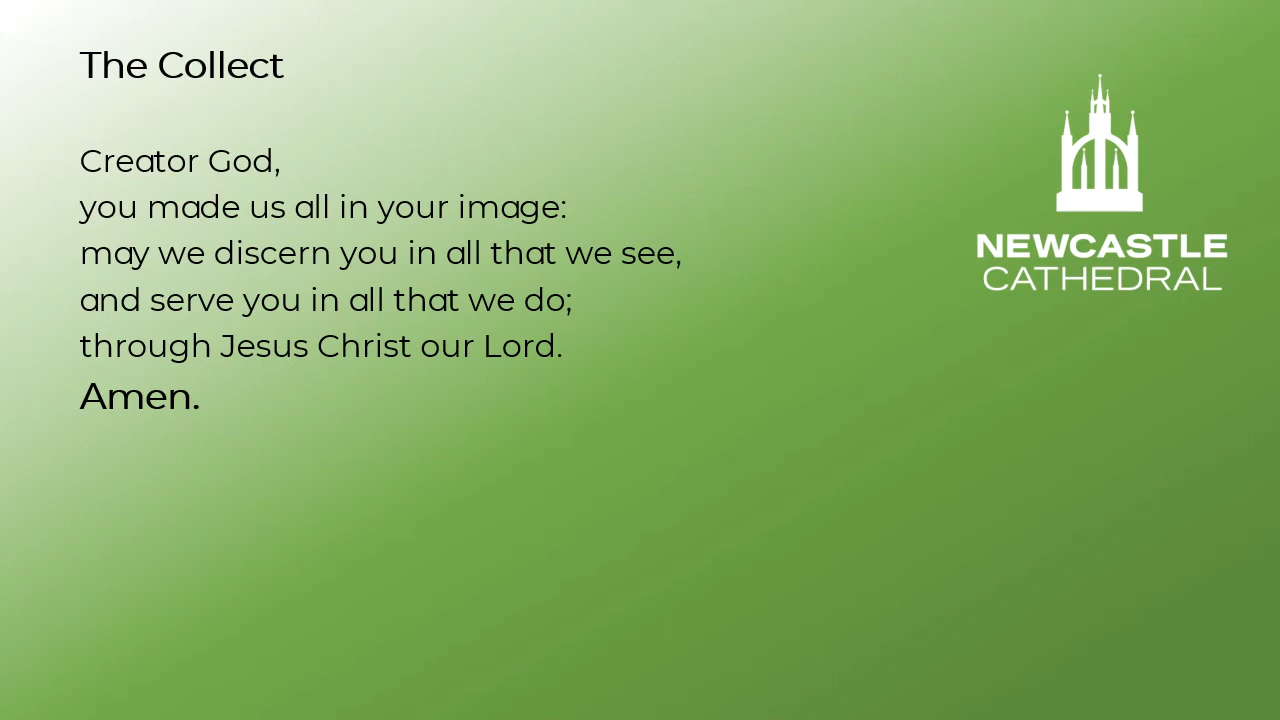 The Collect
Creator God,
you made us all in your image:
may we discern you in all that we see,
and serve you in all that we do;
through Jesus Christ our Lord.
Amen.
NEWCASTLE
CATHEDRAL